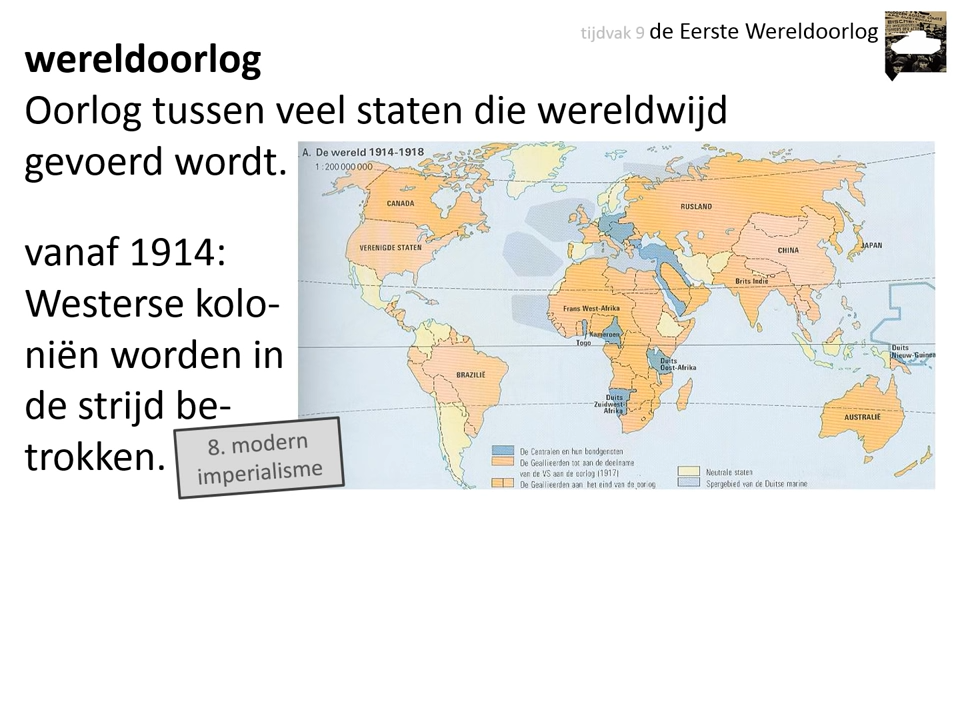 tijdvak 9 de Eerste Wereldoorlog
wereldoorlog
Oorlog tussen veel staten die wereldwijd
gevoerd wordt.
vanaf 1914:
Westerse kolo-
niën worden in
de strijd be-
trokken.
8. modern
imperialisme
A. De wereld 1914-1918
1:200 000 000
CANADA
VERENIGDE STATEN
RUSLAND
CHINA
JAPAN
Brits Indië
Frans West-Afrika
Kameroen
Togo
Duits
Oost-Afrika
Duits
Nieuw-Guinea
BRAZILIË
Duits
Zuidwest-
Afrika
AUSTRALIË
De Centralen en hun bondgenoten
De Geallieerden tot aan de deelname
van de VS aan de oorlog (1917)
De Geallieerden aan het eind van de oorlog
Neutrale staten
Spergebied van de Duitse marine